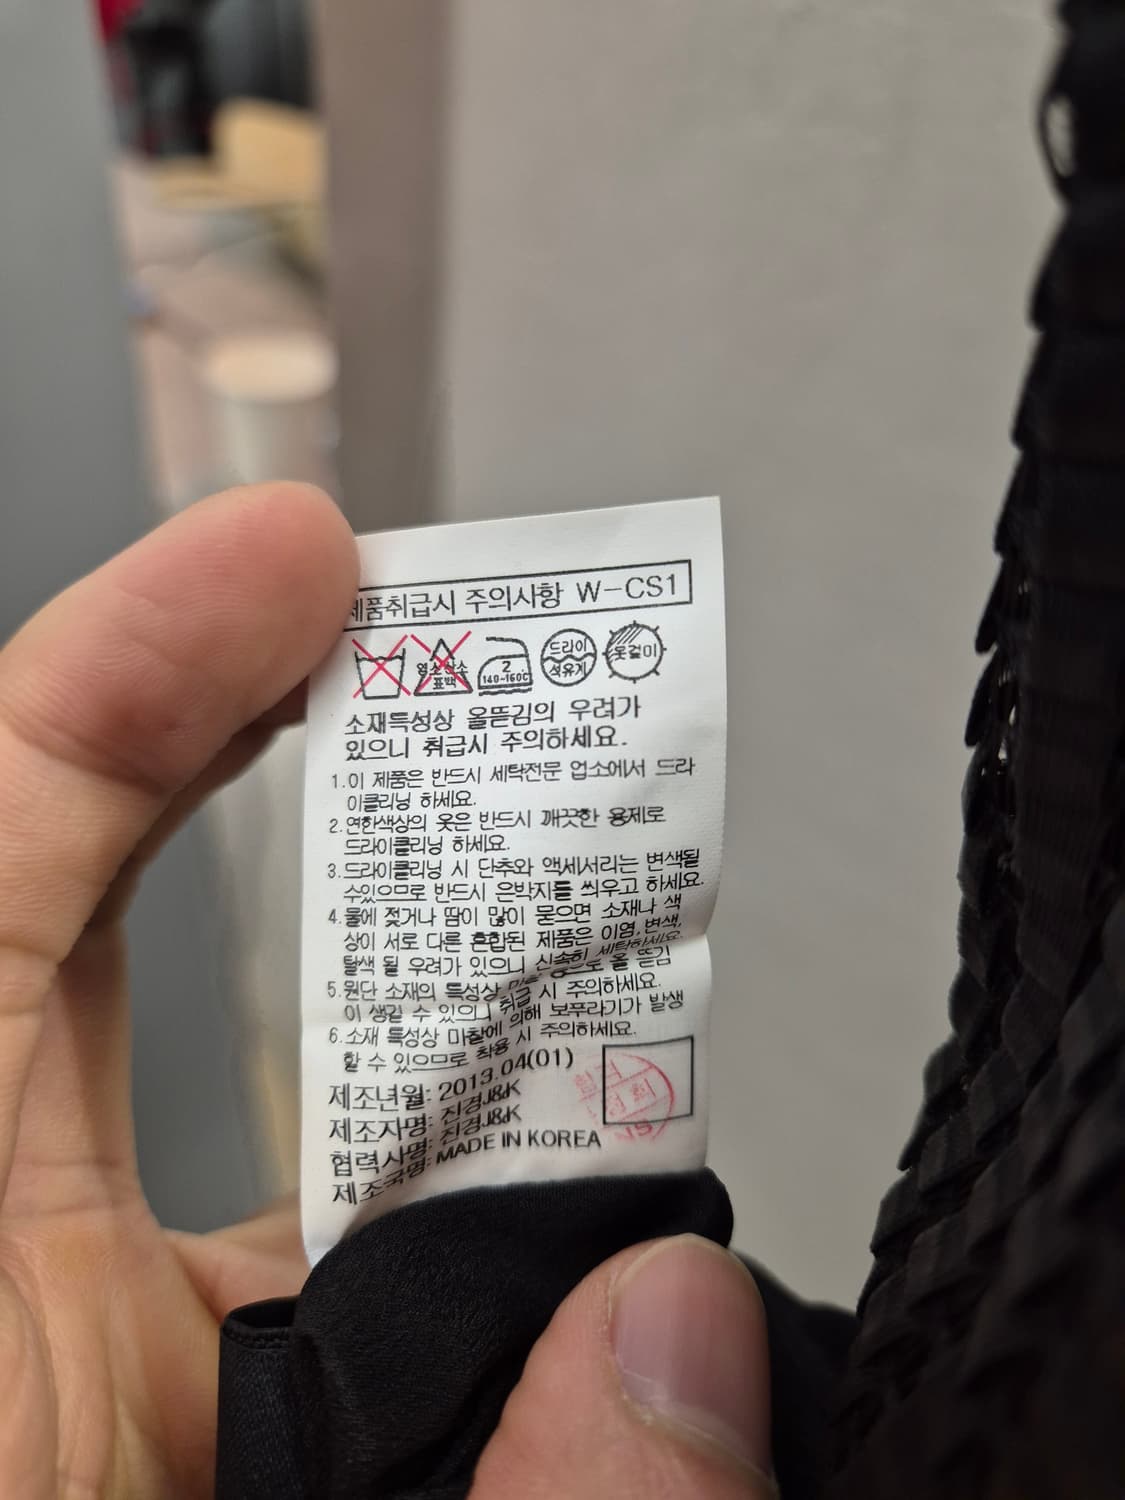 제품취급시 주의사항 W-CS1
염소산소
표백
2
140~160℃
드라이
석유계
옷걸이
소재특성상 올뜯김의 우려가
있으니 취급시 주의하세요.
1.이 제품은 반드시 세탁전문 업소에서 드라
이클리닝 하세요.
2.연한색상의 옷은 반드시 깨끗한 용제로
드라이클리닝 하세요.
3.드라이클리닝 시 단추와 액세서리는 변색될
수있으므로 반드시 은박지를 씌우고 하세요.
4.물에 젖거나 땀이 많이 묻으면 소재나 색
상이 서로 다른 혼합된 제품은 이염,변색,
탈색 될 우려가 있으니 신속히 세탁하세요.
5.원단 소재의 특성상 마찰 등으로 올 뜯김
이 생길 수 있으니 취급 시 주의하세요.
6.소재 특성상 마찰에 의해 보푸라기가 발생
할 수 있으므로 착용 시 주의하세요.
제조년월: 2013.04(01)
제조자명: 진경J&K
협력사명: 진경J&K
제조국명: MADE IN KOREA